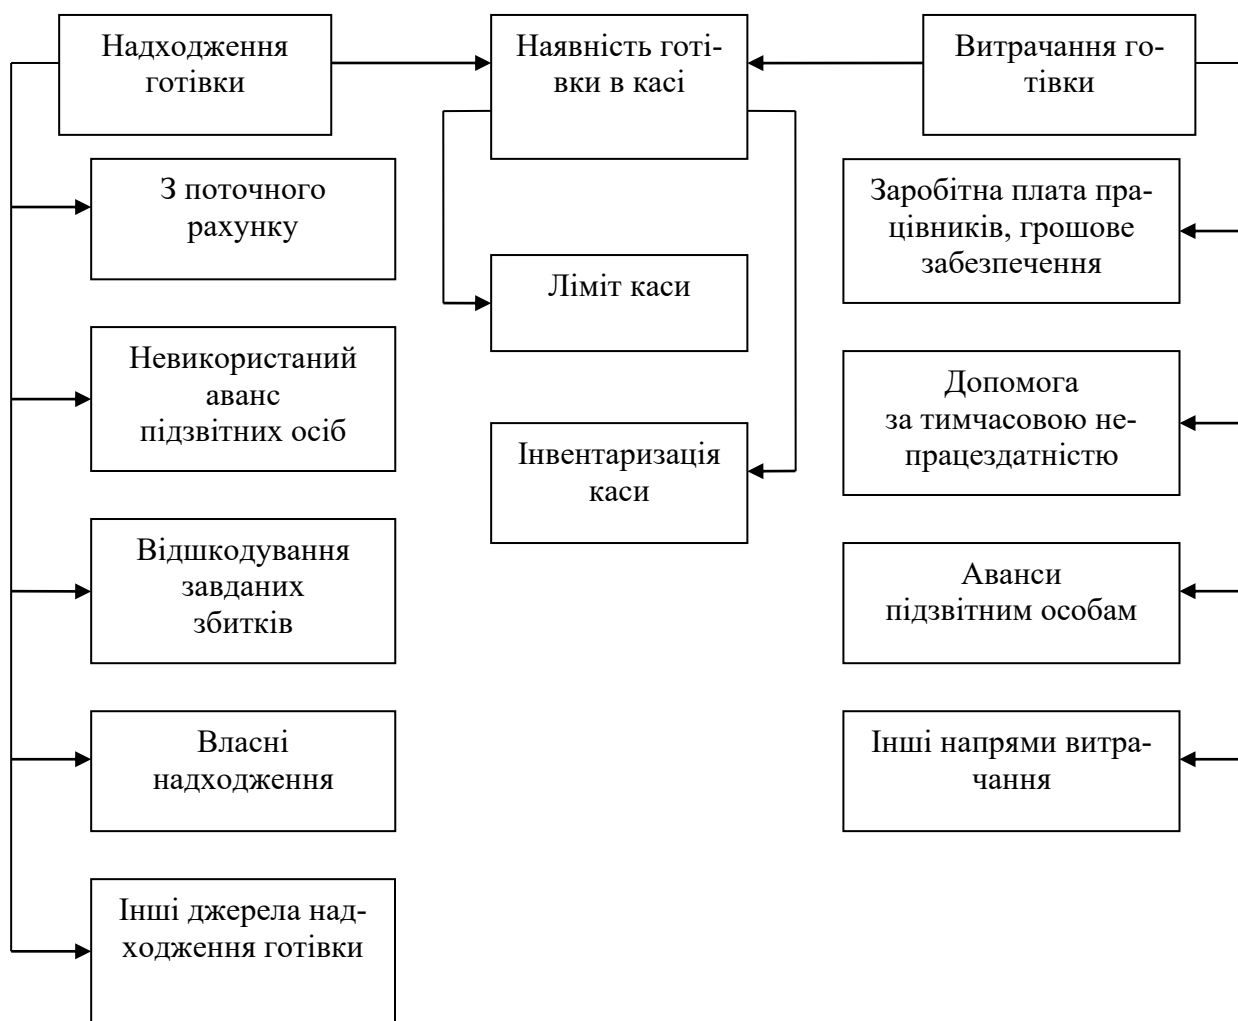 Надходження
готівки
Наявність готі-
вки в касі
Витрачання го-
тівки
З поточного
рахунку
Невикористаний
аванс
підзвітних осіб
Відшкодування
завданих
збитків
Власні
надходження
Інші джерела над-
ходження готівки
Ліміт каси
Інвентаризація
каси
Заробітна плата пра-
цівників, грошове
забезпечення
Допомога
за тимчасовою не-
працездатністю
Аванси
підзвітним особам
Інші напрями витра-
чання